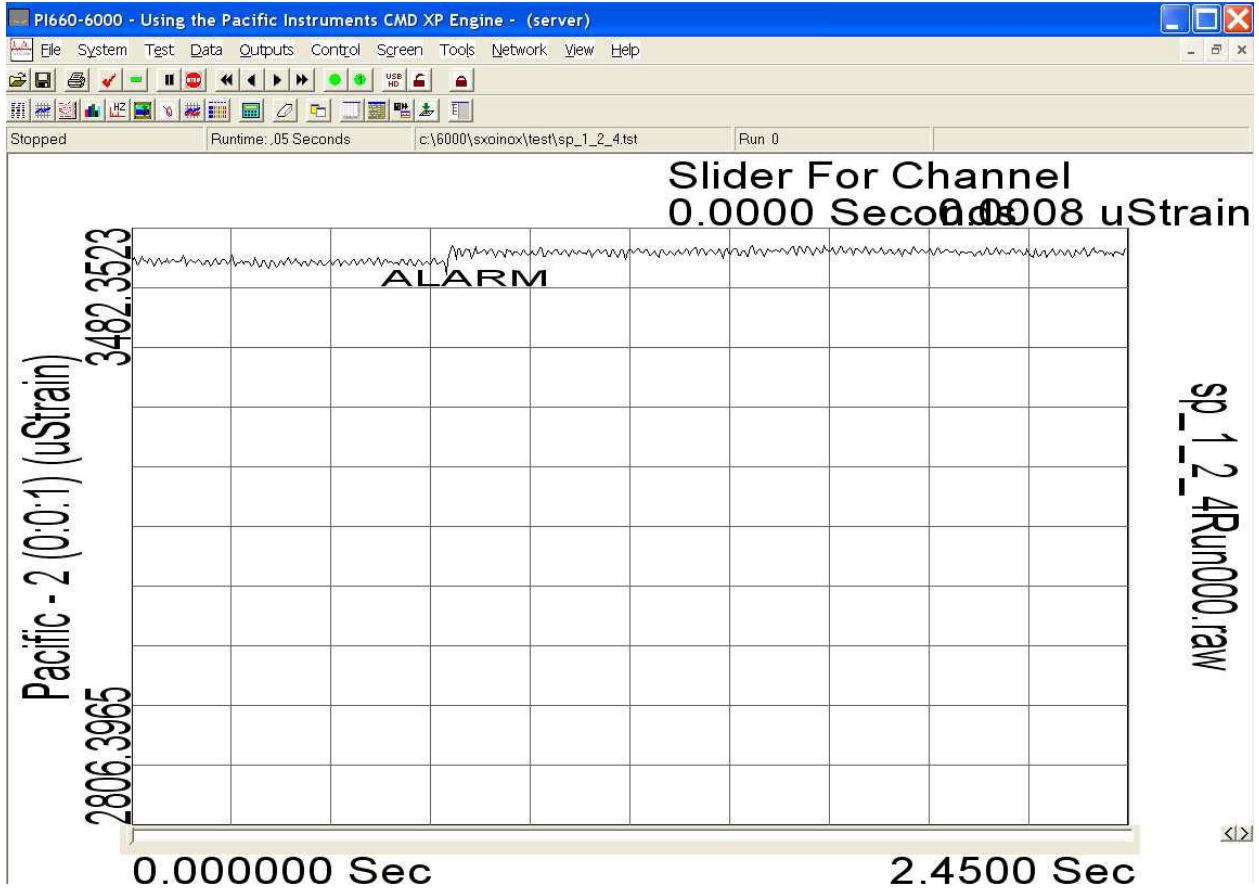 PI660-6000 - Using the Pacific Instruments CMD XP Engine - (server)
File System Test Data Outputs Control Screen Tools Network View Help
USB HD
HZ
Stopped Runtime: ,05 Seconds c:\6000\sxoinox\test\sp_1_2_4.tst Run 0
Slider For Channel
0.0000 Seconds 0.0008 uStrain
3482.3523
ALARM
Pacific - 2 (0:0:1) (uStrain)
sp_1_2_4Run000.raw
2806.3965
0.000000 Sec 2.4500 Sec